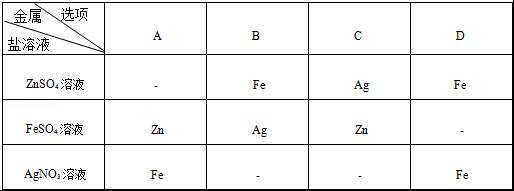 金属 选项 A B C D
盐溶液
ZnSO₄溶液 - Fe Ag Fe
FeSO₄溶液 Zn Ag Zn -
AgNO₃溶液 Fe - - Fe